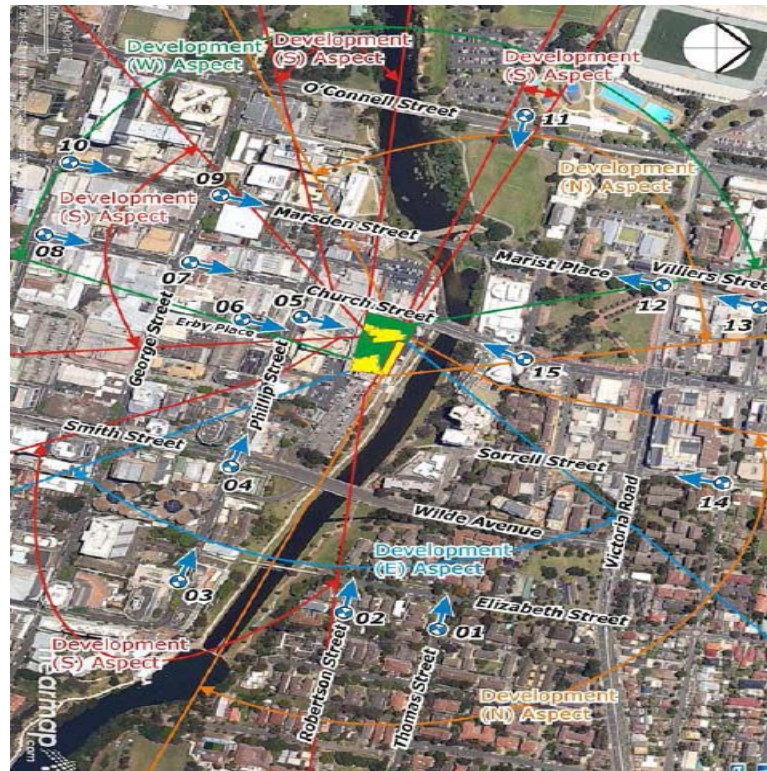 Development
(W) Aspect
Development
(S) Aspect
Development
(S) Aspect
O'Connell Street
11
10
09
Development
(N) Aspect
Development
(S) Aspect
Marsden Street
08
07
Marist Place
Villiers Street
06
05
Church Street
12
13
Erby Place
George Street
Phillip Street
15
Smith Street
Sorrell Street
04
14
Wilde Avenue
Victoria Road
Development
(E) Aspect
03
02
01
Elizabeth Street
Development
(S) Aspect
Robertson Street
Thomas Street
Development
(N) Aspect
nearmap
.com